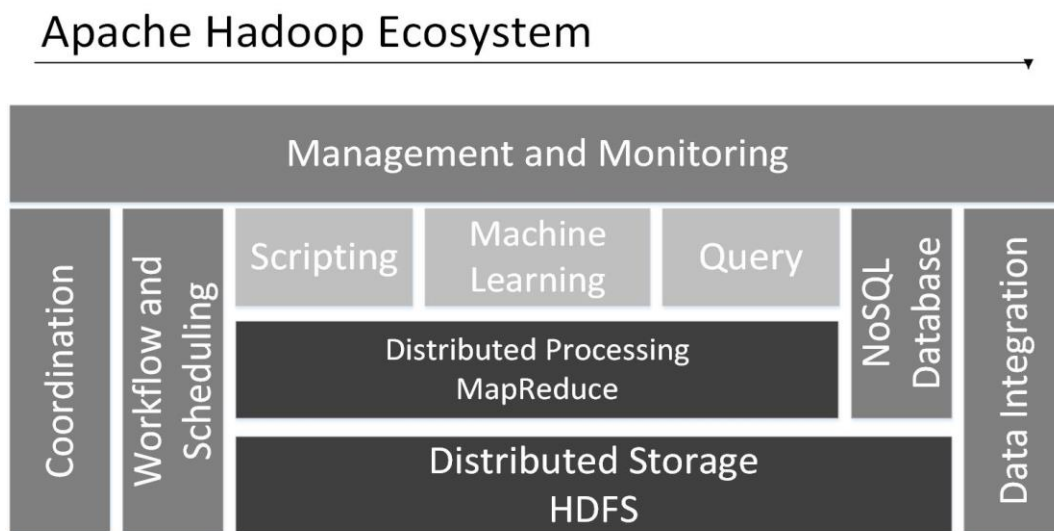 Apache Hadoop Ecosystem
Management and Monitoring
Coordination
Workflow and
Scheduling
Scripting
Machine
Learning
Query
NoSQL
Database
Data Integration
Distributed Processing
MapReduce
Distributed Storage
HDFS